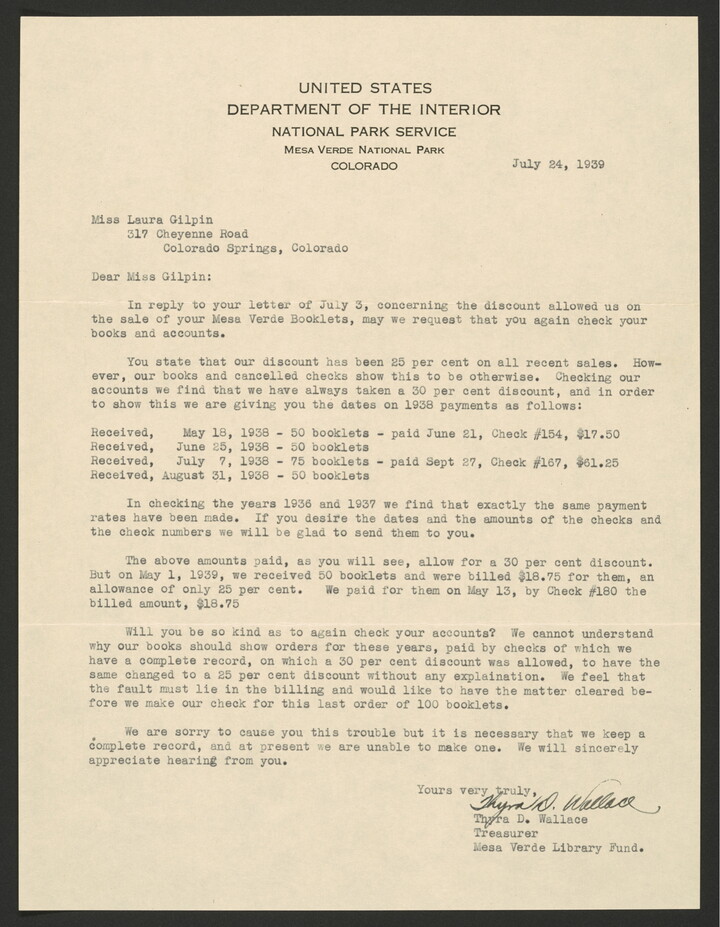 UNITED STATES
DEPARTMENT OF THE INTERIOR
NATIONAL PARK SERVICE
MESA VERDE NATIONAL PARK
COLORADO
July 24, 1939
Miss Laura Gilpin
317 Cheyenne Road
Colorado Springs, Colorado
Dear Miss Gilpin:
In reply to your letter of July 3, concerning the discount allowed us on
the sale of your Mesa Verde Booklets, may we request that you again check your
books and accounts.
You state that our discount has been 25 per cent on all recent sales. How-
ever, our books and cancelled checks show this to be otherwise. Checking our
accounts we find that we have always taken a 30 per cent discount, and in order
to show this we are giving you the dates on 1938 payments as follows:
Received, May 18, 1938 - 50 booklets - paid June 21, Check #154, $17.50
Received, June 25, 1938 - 50 booklets
Received, July 7, 1938 - 75 booklets - paid Sept 27, Check #167, $61.25
Received, August 31, 1938 - 50 booklets
In checking the years 1936 and 1937 we find that exactly the same payment
rates have been made. If you desire the dates and the amounts of the checks and
the check numbers we will be glad to send them to you.
The above amounts paid, as you will see, allow for a 30 per cent discount.
But on May 1, 1939, we received 50 booklets and were billed $18.75 for them, an
allowance of only 25 per cent. We paid for them on May 13, by Check #180 the
billed amount, $18.75
Will you be so kind as to again check your accounts? We cannot understand
why our books should show orders for these years, paid by checks of which we
have a complete record, on which a 30 per cent discount was allowed, to have the
same changed to a 25 per cent discount without any explaination. We feel that
the fault must lie in the billing and would like to have the matter cleared be-
fore we make our check for this last order of 100 booklets.
We are sorry to cause you this trouble but it is necessary that we keep a
complete record, and at present we are unable to make one. We will sincerely
appreciate hearing from you.
Yours very truly,
Thyra D. Wallace
Thyra D. Wallace
Treasurer
Mesa Verde Library Fund.